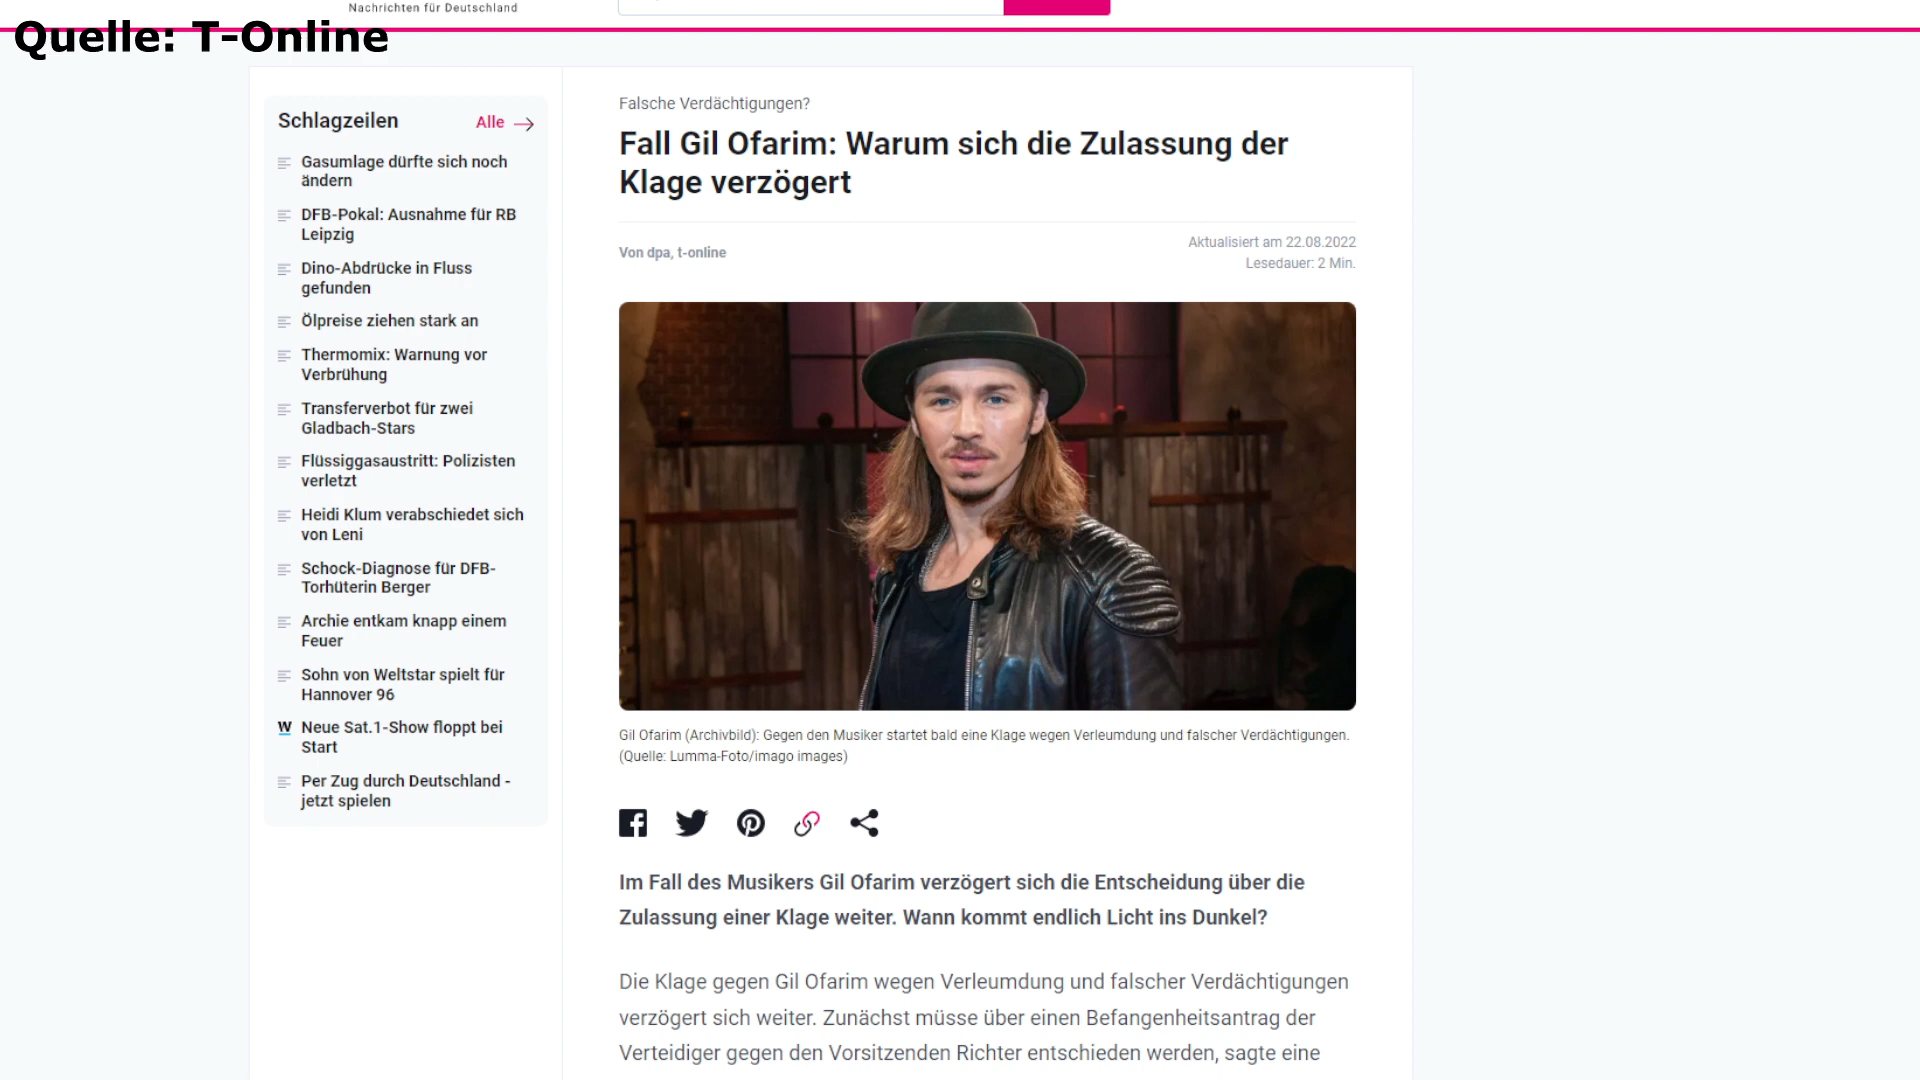 Nachrichten für Deutschland
Quelle: T-Online
Schlagzeilen
Alle
Gasumlage dürfte sich noch
ändern
DFB-Pokal: Ausnahme für RB
Leipzig
Dino-Abdrücke in Fluss
gefunden
Ölpreise ziehen stark an
Thermomix: Warnung vor
Verbrühung
Transferverbot für zwei
Gladbach-Stars
Flüssiggasaustritt: Polizisten
verletzt
Heidi Klum verabschiedet sich
von Leni
Schock-Diagnose für DFB-
Torhüterin Berger
Archie entkam knapp einem
Feuer
Sohn von Weltstar spielt für
Hannover 96
W Neue Sat.1-Show floppt bei
Start
Per Zug durch Deutschland -
jetzt spielen
Falsche Verdächtigungen?
Fall Gil Ofarim: Warum sich die Zulassung der
Klage verzögert
Von dpa, t-online
Aktualisiert am 22.08.2022
Lesedauer: 2 Min.
Gil Ofarim (Archivbild): Gegen den Musiker startet bald eine Klage wegen Verleumdung und falscher Verdächtigungen.
(Quelle: Lumma-Foto/imago images)
Im Fall des Musikers Gil Ofarim verzögert sich die Entscheidung über die
Zulassung einer Klage weiter. Wann kommt endlich Licht ins Dunkel?
Die Klage gegen Gil Ofarim wegen Verleumdung und falscher Verdächtigungen
verzögert sich weiter. Zunächst müsse über einen Befangenheitsantrag der
Verteidiger gegen den Vorsitzenden Richter entschieden werden, sagte eine